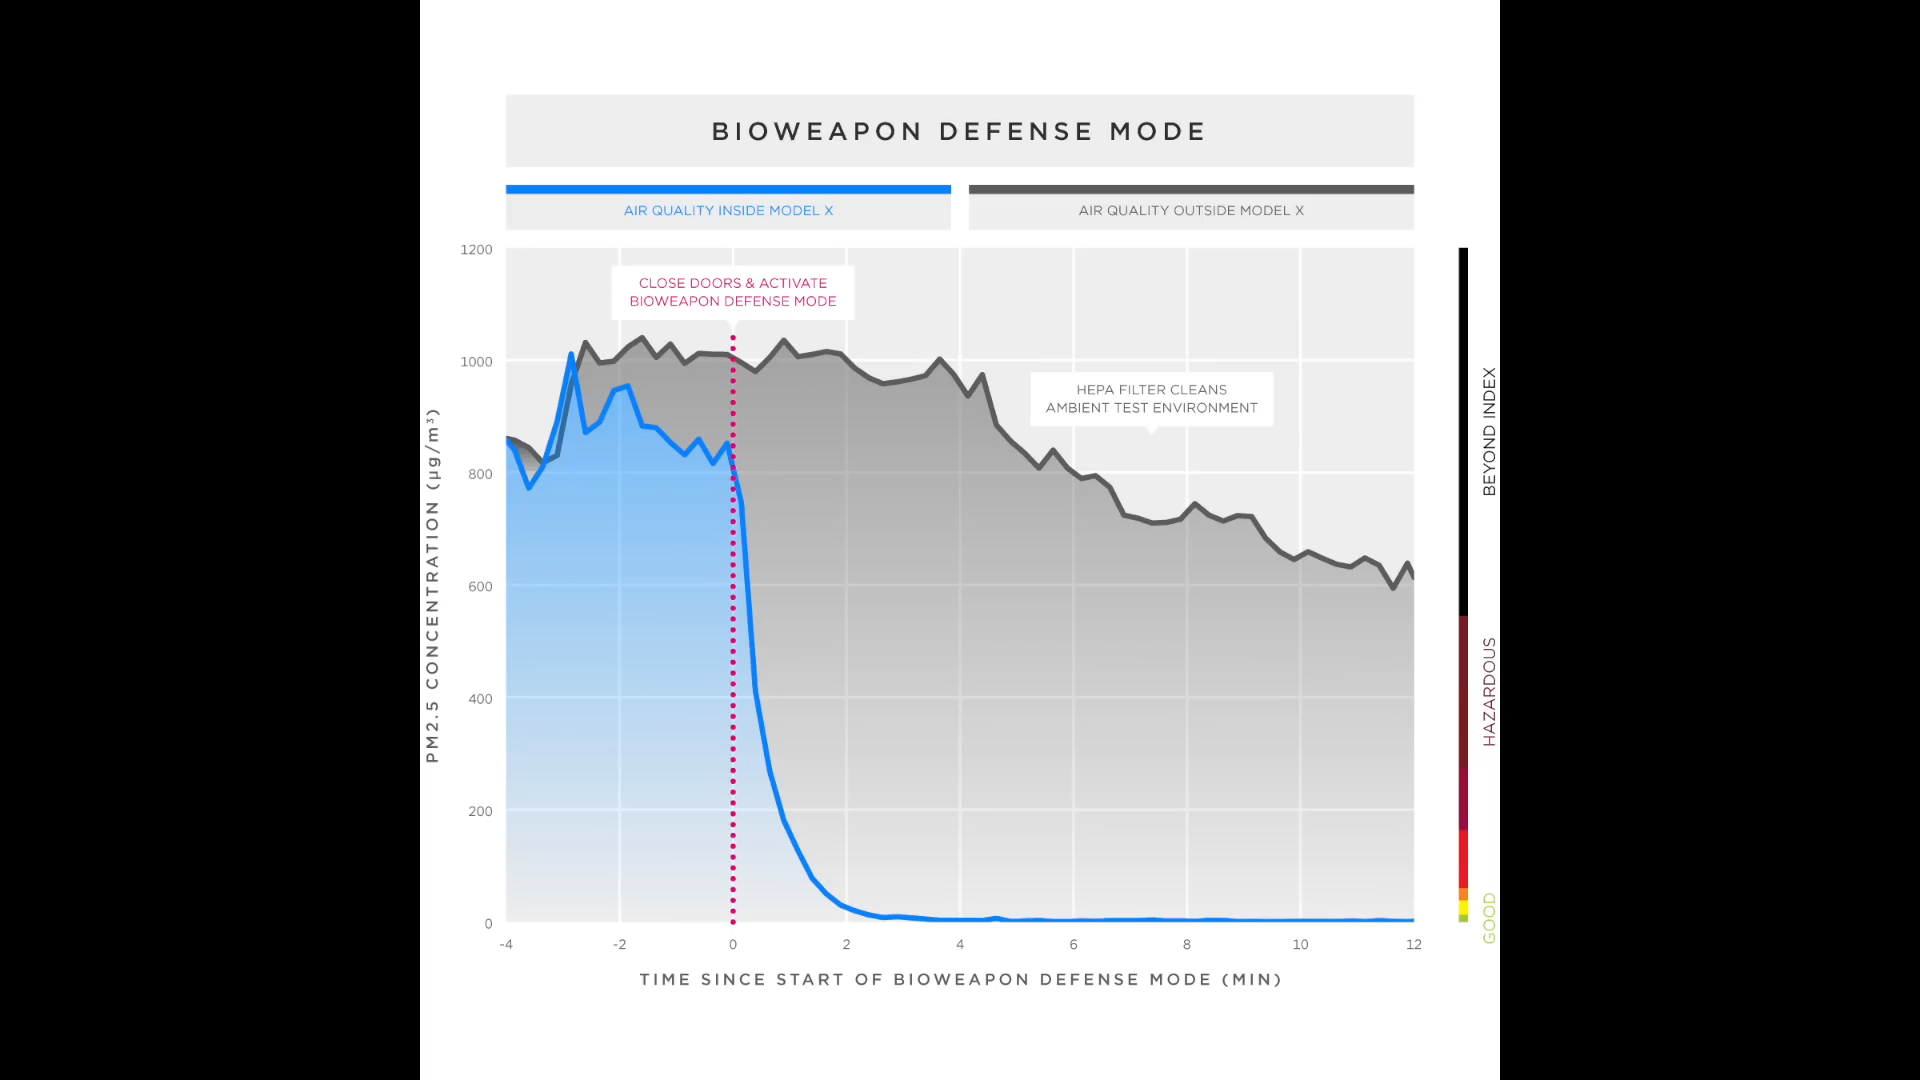 BIOWEAPON DEFENSE MODE
AIR QUALITY INSIDE MODEL X
AIR QUALITY OUTSIDE MODEL X
CLOSE DOORS & ACTIVATE
BIOWEAPON DEFENSE MODE
HEPA FILTER CLEANS
AMBIENT TEST ENVIRONMENT
PM2.5 CONCENTRATION (µg/m³)
1200
1000
800
600
400
200
0
-4
-2
0
2
4
6
8
10
12
TIME SINCE START OF BIOWEAPON DEFENSE MODE (MIN)
BEYOND INDEX
HAZARDOUS
GOOD